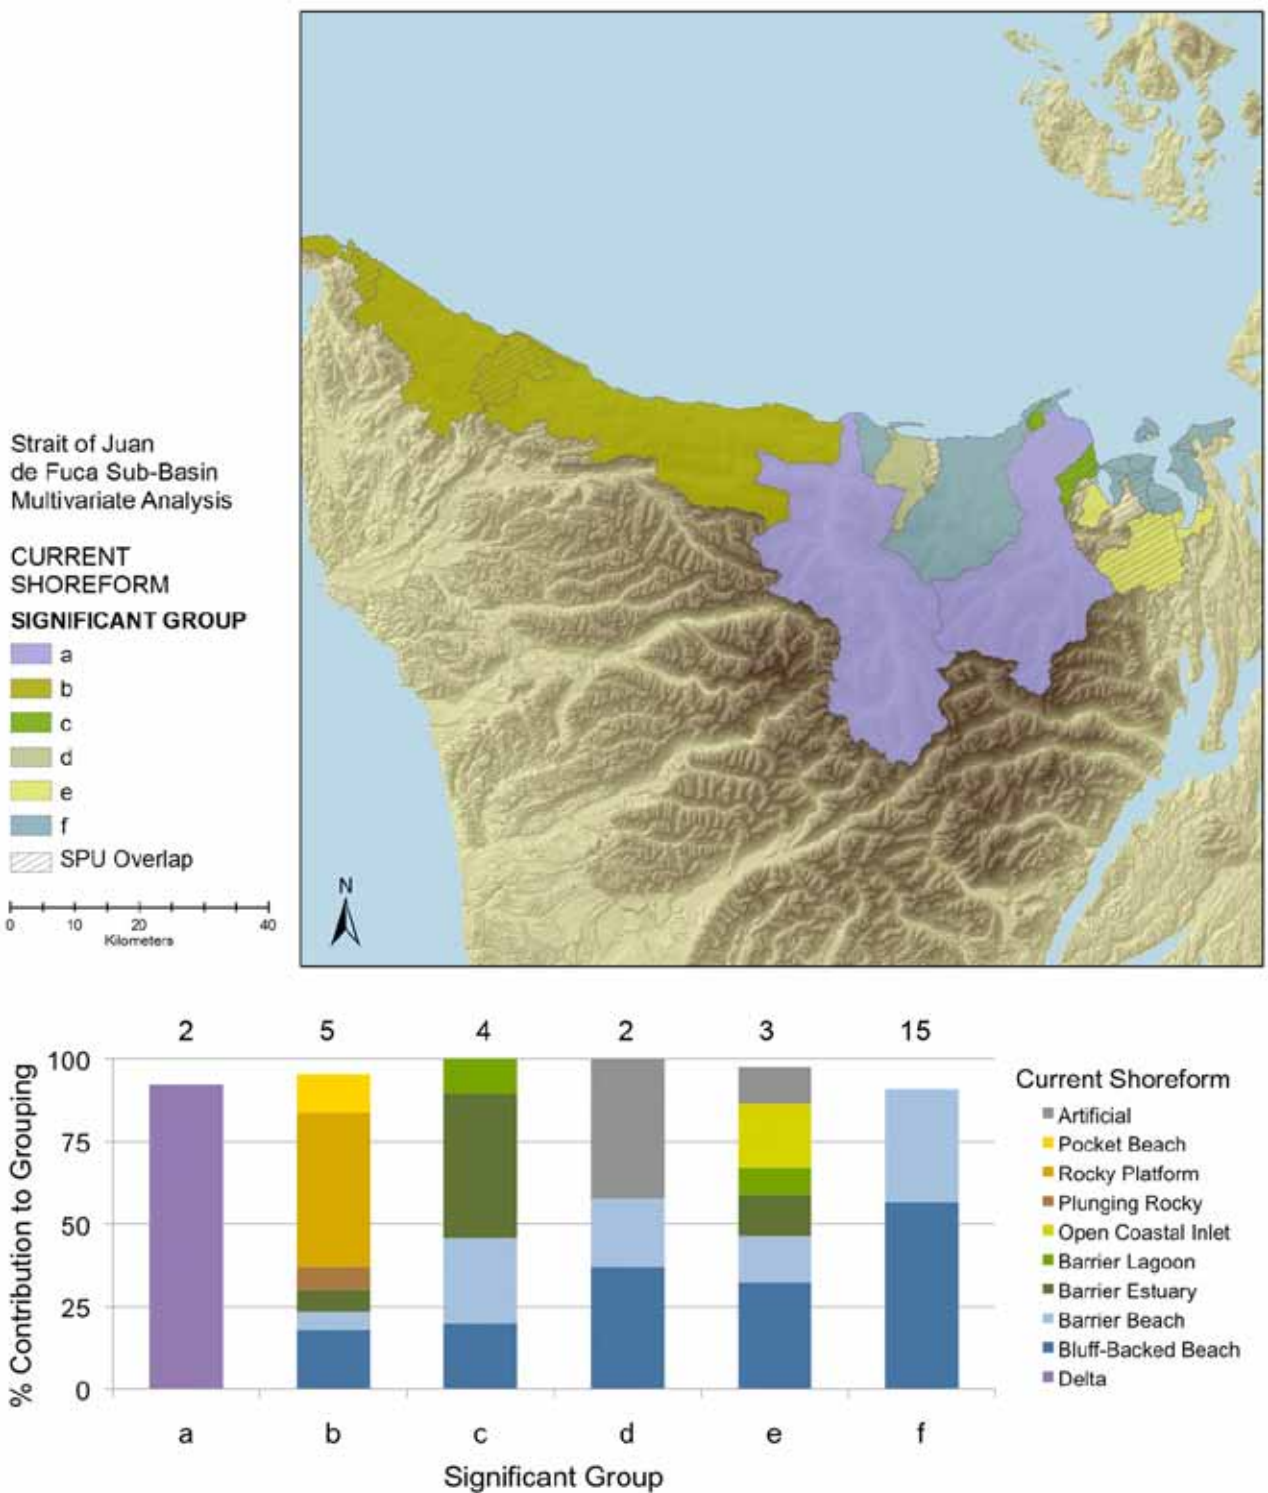 Strait of Juan
de Fuca Sub-Basin
Multivariate Analysis
CURRENT
SHOREFORM
SIGNIFICANT GROUP
a
b
c
d
e
f
SPU Overlap
0 10 20 40
Kilometers
N
2 5 4 2 3 15
% Contribution to Grouping
100
75
50
25
0
a b c d e f
Significant Group
Current Shoreform
Artificial
Pocket Beach
Rocky Platform
Plunging Rocky
Open Coastal Inlet
Barrier Lagoon
Barrier Estuary
Barrier Beach
Bluff-Backed Beach
Delta